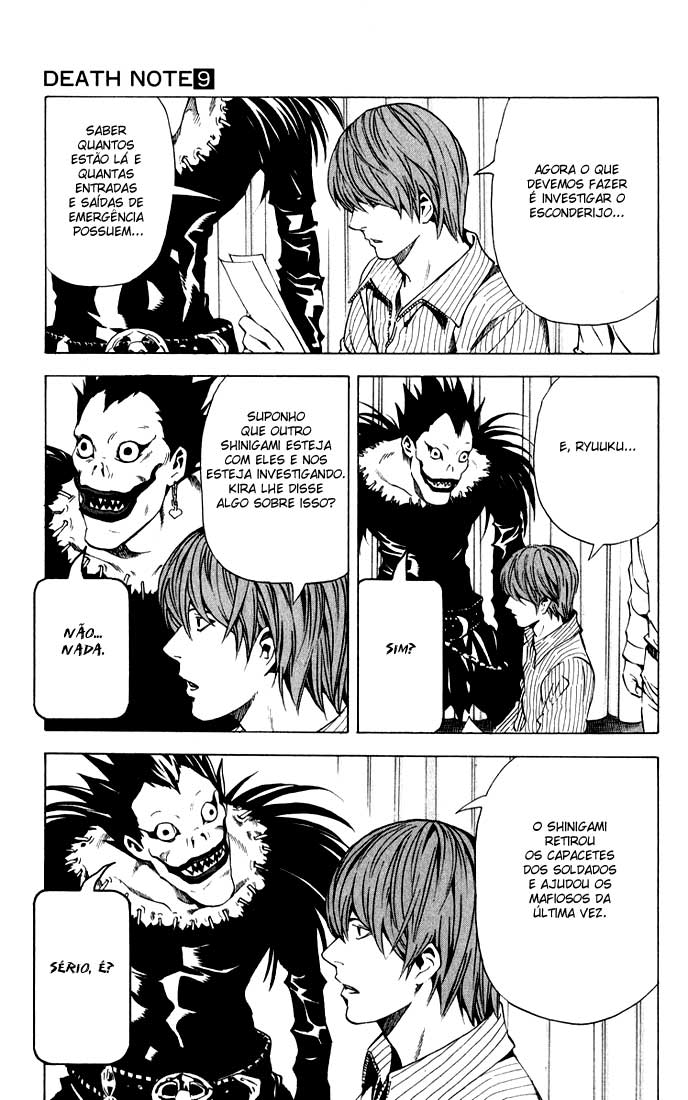 DEATH NOTE 9
AGORA O QUE
DEVEMOS FAZER
É INVESTIGAR O
ESCONDERIJO...
SABER
QUANTOS
ESTÃO LÁ E
QUANTAS
ENTRADAS
E SAÍDAS DE
EMERGÊNCIA
POSSUEM...
E, RYUUKU...
SIM?
SUPONHO
QUE OUTRO
SHINIGAMI ESTEJA
COM ELES E NOS
ESTEJA INVESTIGANDO.
KIRA LHE DISSE
ALGO SOBRE ISSO?
NÃO...
NADA.
O SHINIGAMI
RETIROU
OS CAPACETES
DOS SOLDADOS
E AJUDOU OS
MAFIOSOS DA
ÚLTIMA VEZ.
SÉRIO, É?